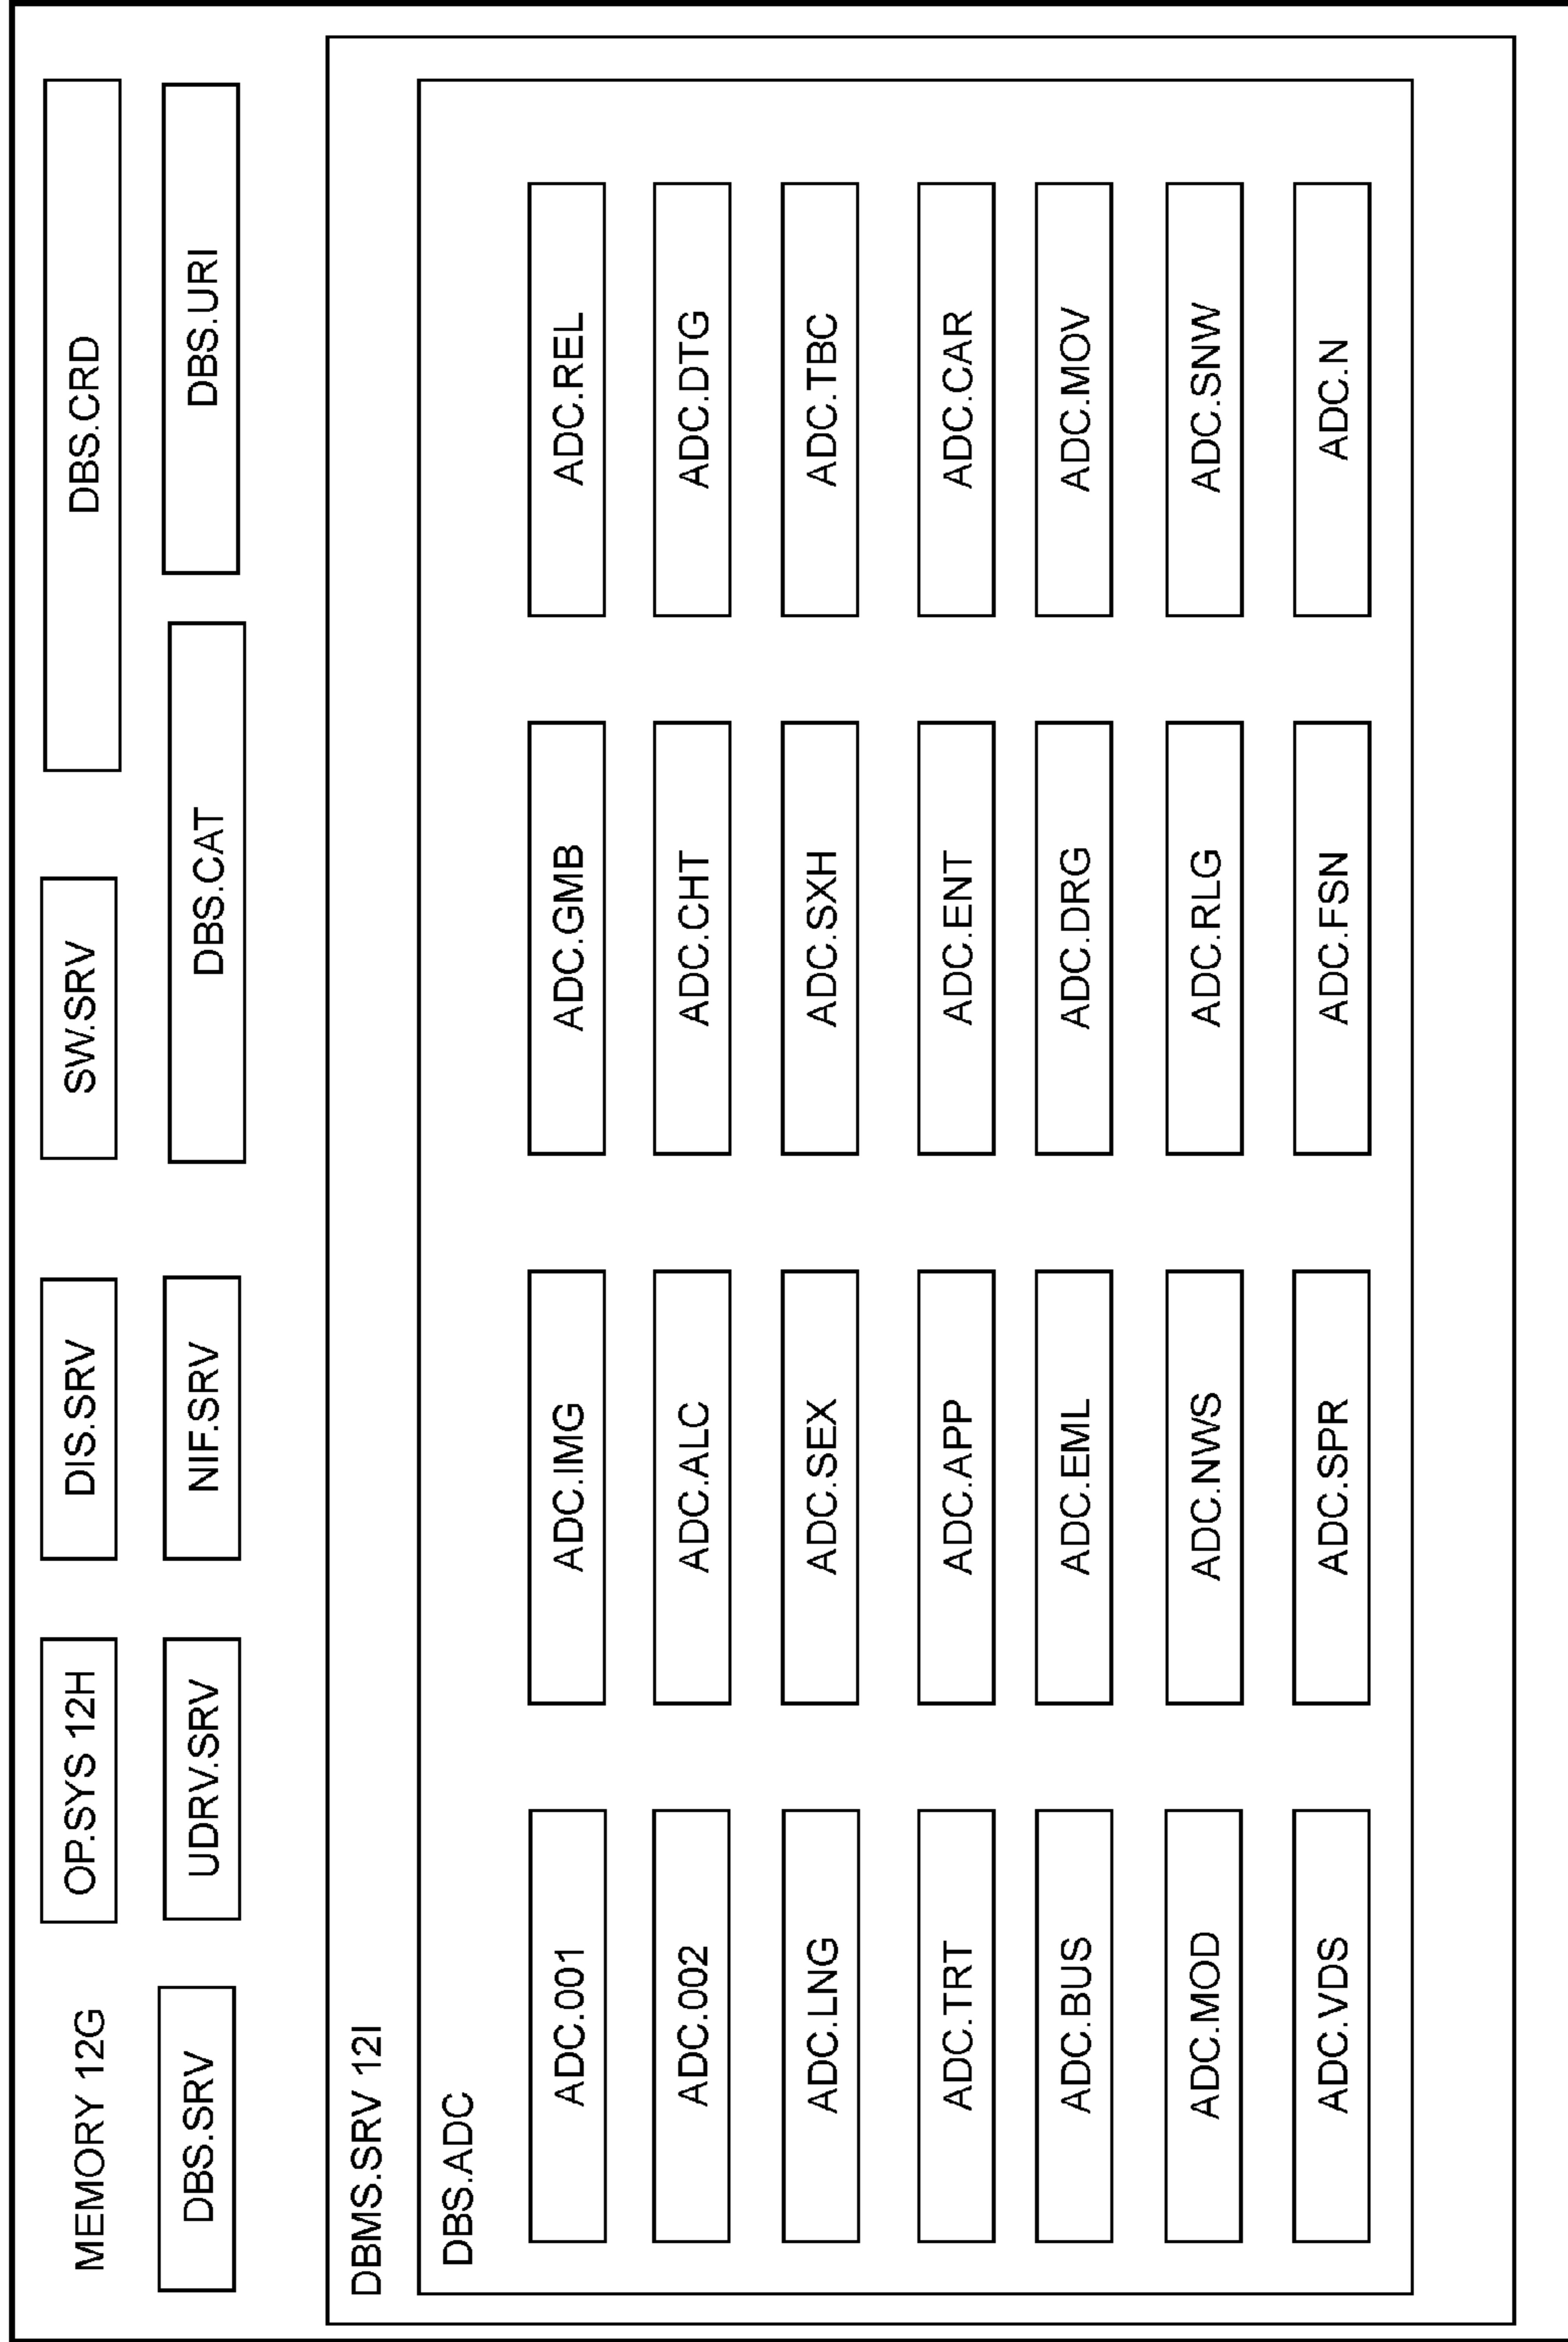 MEMORY 12G
OP.SYS 12H
DIS.SRV
SW.SRV
DBS.CRD
DBS.SRV
UDRV.SRV
NIF.SRV
DBS.CAT
DBS.URI
DBMS.SRV 12I
DBS.ADC
ADC.001
ADC.IMG
ADC.GMB
ADC.REL
ADC.002
ADC.ALC
ADC.CHT
ADC.DTG
ADC.LNG
ADC.SEX
ADC.SXH
ADC.TBC
ADC.TRT
ADC.APP
ADC.ENT
ADC.CAR
ADC.BUS
ADC.EML
ADC.DRG
ADC.MOV
ADC.MOD
ADC.NWS
ADC.RLG
ADC.SNW
ADC.VDS
ADC.SPR
ADC.FSN
ADC.N